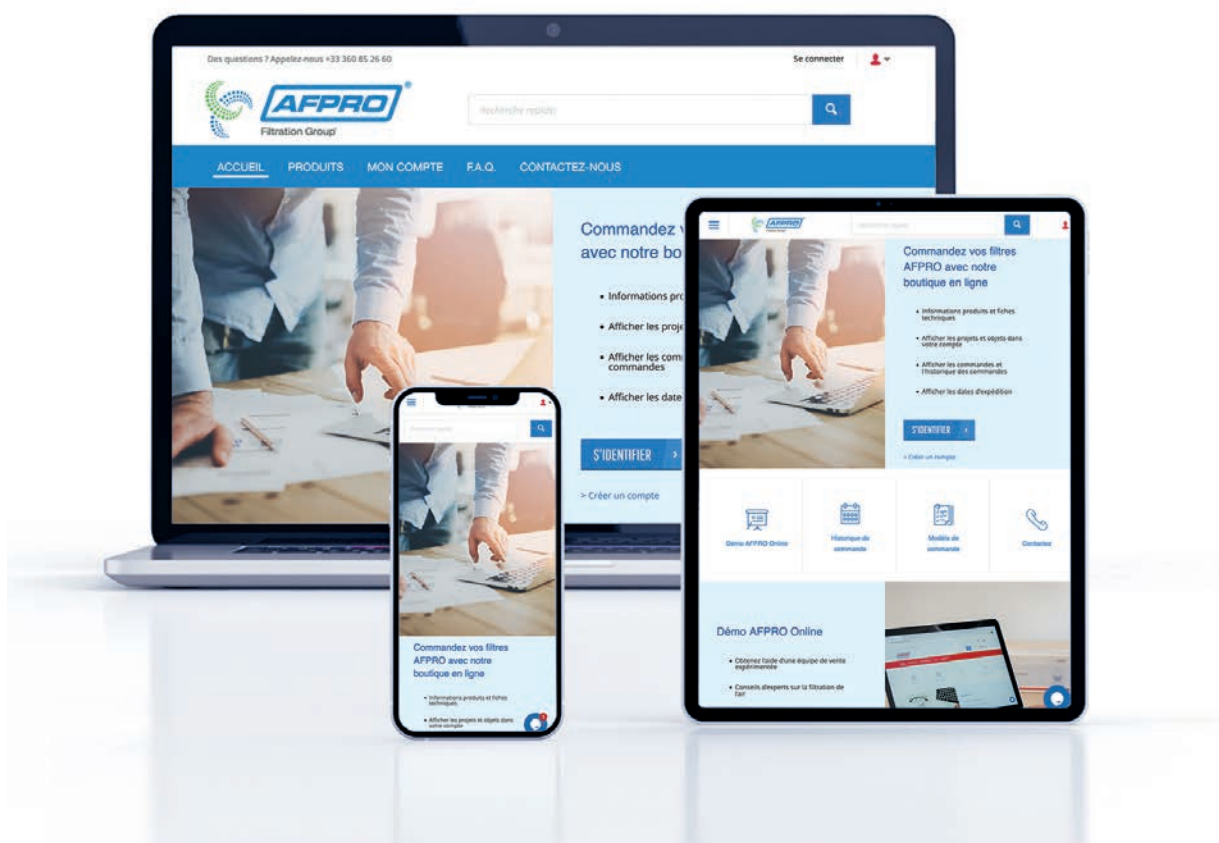 Des questions ? Appelez-nous +33 360 85 26 60
Se connecter
AFPRO®
Filtration Group
Recherche rapide
ACCUEIL PRODUITS MON COMPTE F.A.Q. CONTACTEZ-NOUS
Commandez v
avec notre bo
• Informations pro
• Afficher les proje
• Afficher les com
commandes
• Afficher les date
S'IDENTIFIER >
> Créer un compte
AFPRO
Commandez vos filtres
AFPRO avec notre
boutique en ligne
• Informations produits et fiches
techniques
• Afficher les projets et objets dans
votre compte
• Afficher les commandes et
l'historique des commandes
• Afficher les dates d'expédition
S'IDENTIFIER >
> Créer un compte
Démo AFPRO Online
Historique de
commande
Modèle de
commande
Contactez
Démo AFPRO Online
• Obtenez l'aide d'une équipe de vente
expérimentée
• Conseils d'experts sur la filtration de
l'air
Commandez vos filtres
AFPRO avec notre
boutique en ligne
• Informations produits et fiches
techniques
• Afficher les projets et objets dans
votre compte